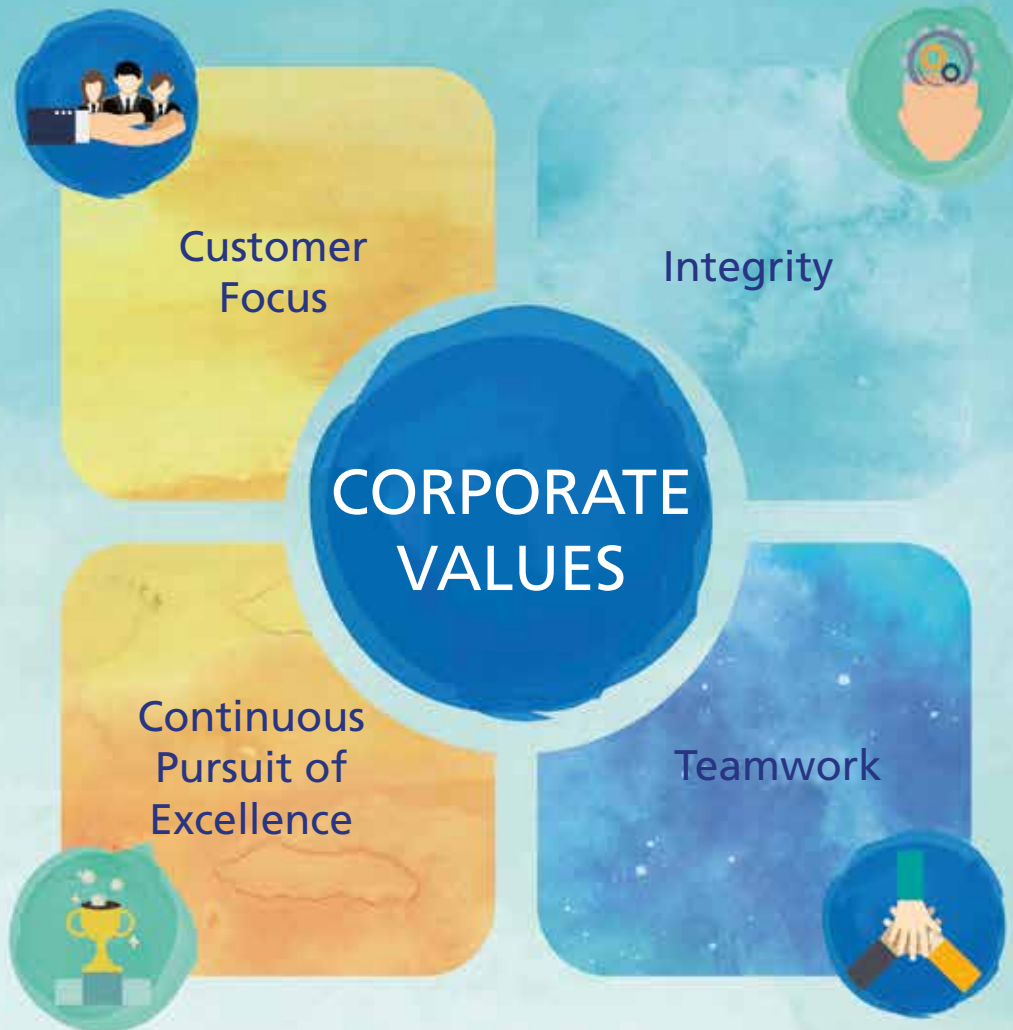 Customer
Focus
Integrity
CORPORATE
VALUES
Continuous
Pursuit of
Excellence
Teamwork